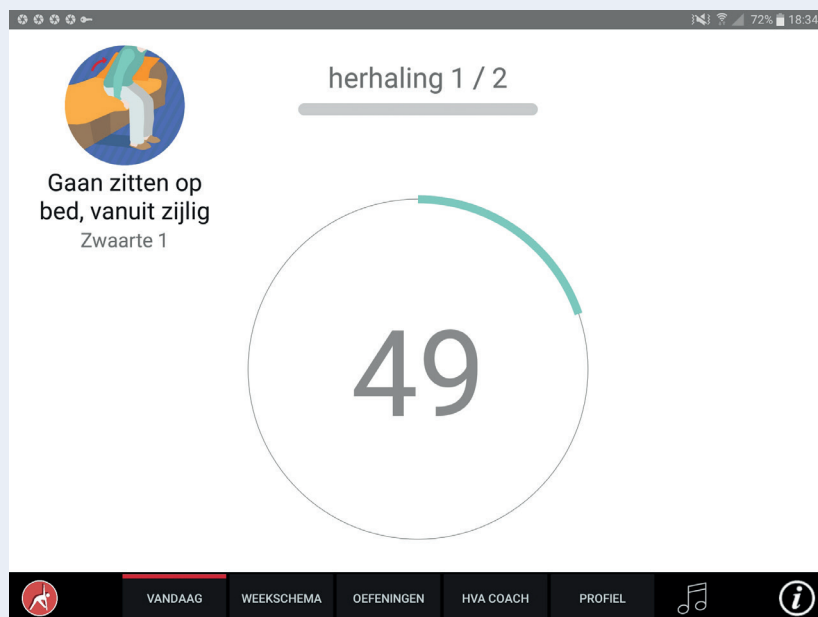 72% 18:34
herhaling 1 / 2
Gaan zitten op
bed, vanuit zijlig
Zwaarte 1
49
VANDAAG WEEKSCHEMA OEFENINGEN HVA COACH PROFIEL i